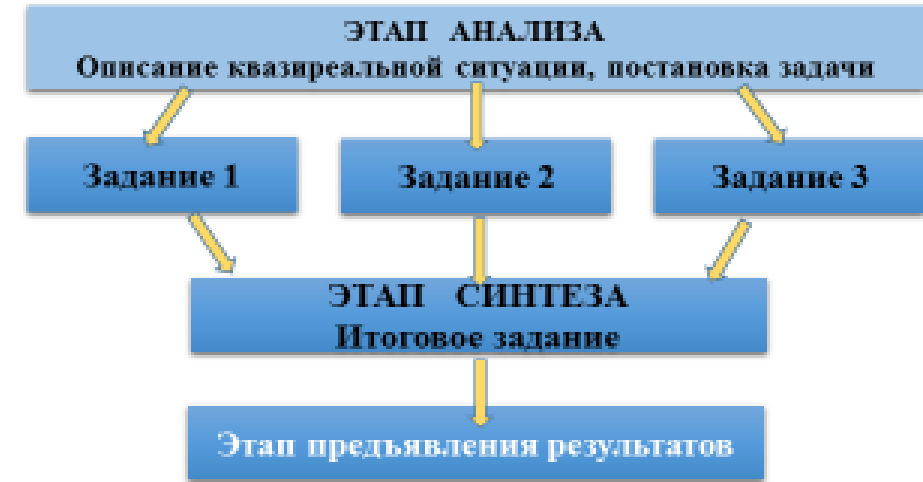 ЭТАП АНАЛИЗА
Описание квазиреальной ситуации, постановка задачи
Задание 1
Задание 2
Задание 3
ЭТАП СИНТЕЗА
Итоговое задание
Этап предъявления результатов